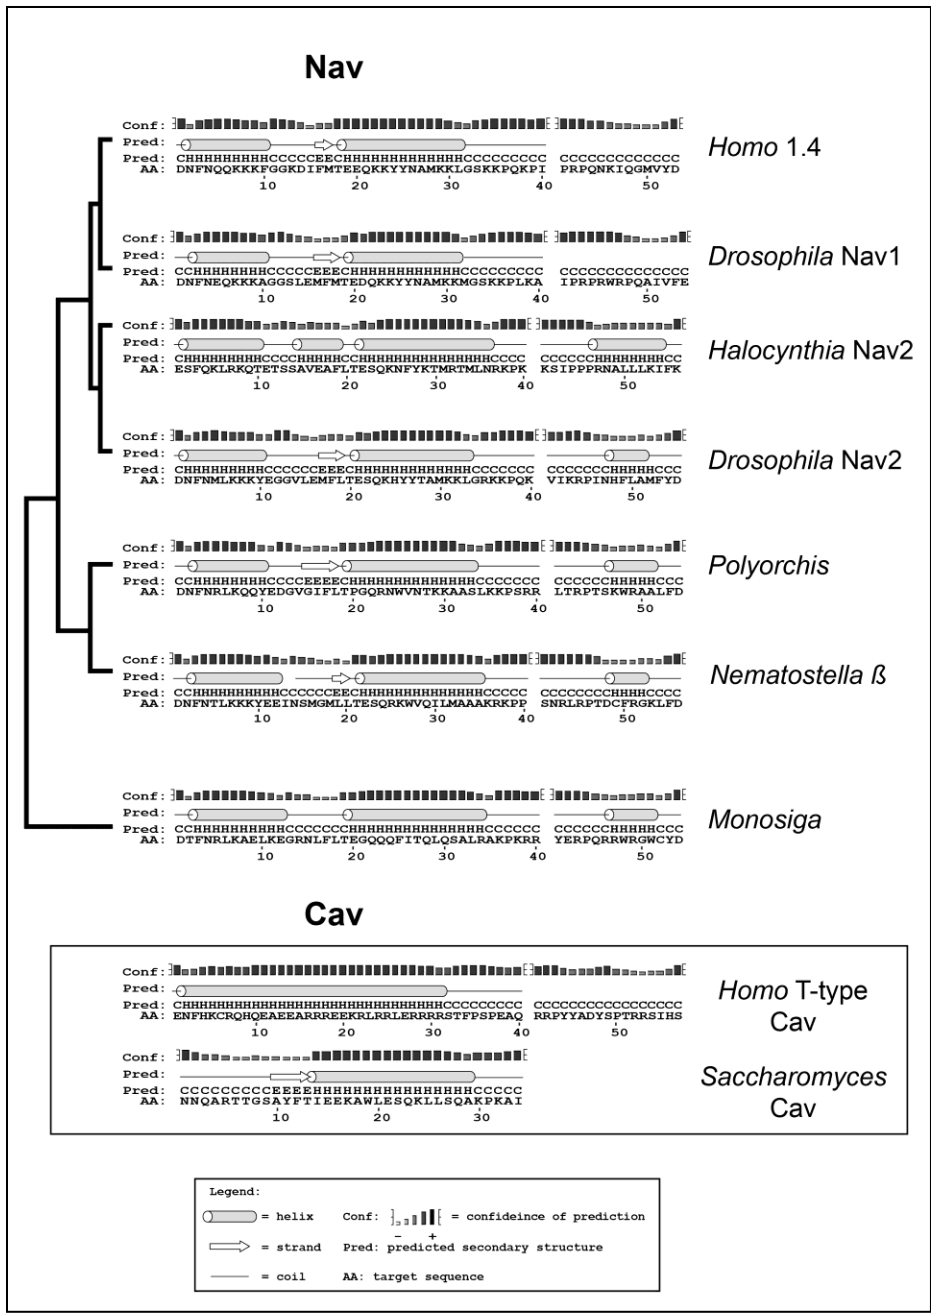 Nav
Conf:
Pred:
Pred: CHHHHHHHHHCCCCCEECHHHHHHHHHHHHHCCCCCCCCC CCCCCCCCCCCCC
AA: DNFNQQKKKFGGKDIFMTEEQKKYYNAMKKLGSKKPQKPI PRPQNKIQGMVYD
10 20 30 40 50
Homo 1.4
Conf:
Pred:
Pred: CCHHHHHHHHCCCCCEEECHHHHHHHHHHHHCCCCCCCCC CCCCCCCCCCCCCC
AA: DNFNEQKKKAGGSLEMFMTEDQKKYYNAMKKMGSKKPLKA IPRPRWRPQAIVFE
10 20 30 40 50
Drosophila Nav1
Conf:
Pred:
Pred: CHHHHHHHHHCCCCHHHHHCCHHHHHHHHHHHHHHHCCCC CCCCCCHHHHHHHHCC
AA: ESFQKLRKQTETSSAVEAFLTESQKNFYKTMRTMLNRKPK KSIPPPRNALLLKIFK
10 20 30 40 50
Halocynthia Nav2
Conf:
Pred:
Pred: CHHHHHHHHHCCCCCCEEECHHHHHHHHHHHHHCCCCCCC CCCCCCCHHHHHCCC
AA: DNFNMLKKKYEGGVLEMFLTESQKHYYTAMKKLGRKKPQK VIKRPINHFLAMFYD
10 20 30 40 50
Drosophila Nav2
Conf:
Pred:
Pred: CCHHHHHHHHCCCCEEEECHHHHHHHHHHHHHHCCCCCCC CCCCCCHHHHHCCC
AA: DNFNRLKQQYEDGVGIFLTPGQRNWVNTKKAASLKKPSRR LTRPTSKWRAALFD
10 20 30 40 50
Polyorchis
Conf:
Pred:
Pred: CCHHHHHHHHHHCCCCCCEECHHHHHHHHHHHHHHCCCCC CCCCCCCCHHHHCCCC
AA: DNFNTLKKKYEEINSMGMLLTESQRKWVQILMAAAKRKPP SNRLRPTDCFRGKLFD
10 20 30 40 50
Nematostella ß
Conf:
Pred:
Pred: CCHHHHHHHHHHCCCCCCCHHHHHHHHHHHHHHHCCCCCC CCCCCCHHHHHCCC
AA: DTFNRLKAELKEGRNLFLTEGQQQFITQLQSALRAKPKRR YERPQRRWRGWCYD
10 20 30 40 50
Monosiga
Cav
Conf:
Pred:
Pred: CHHHHHHHHHHHHHHHHHHHHHHHHHHHHHHCCCCCCCCC CCCCCCCCCCCCCCCCC
AA: ENFHKCRQHQEAEEARRREEKRLRRLERRRRSTFPSPEAQ RRPYYADYSPTRRSIHS
10 20 30 40 50
Homo T-type
Cav
Conf:
Pred:
Pred: CCCCCCCCCEEEEHHHHHHHHHHHHHHHHCCCCC
AA: NNQARTTGSAYFTIEEKAWLESQKLLSQAKPKAI
10 20 30
Saccharomyces
Cav
Legend:
= helix Conf: = confideince of prediction
- +
= strand Pred: predicted secondary structure
= coil AA: target sequence